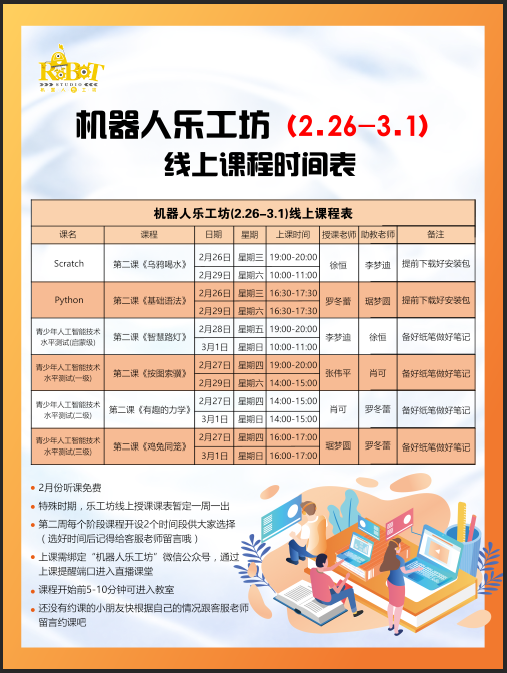 ROBOT
STUDIO
机器人乐工坊
机器人乐工坊（2.26-3.1）
线上课程时间表
机器人乐工坊(2.26-3.1)线上课程表
课名 课程 日期 星期 上课时间 授课老师 助教老师 备注
Scratch 第二课《乌鸦喝水》 2月26日 星期三 19:00-20:00 徐恒 李梦迪 提前下载好安装包
2月29日 星期六 10:00-11:00
Python 第二课《基础语法》 2月26日 星期三 16:30-17:30 罗冬蕾 琚梦圆 提前下载好安装包
2月29日 星期六 16:30-17:30
青少年人工智能技术水平测试(启蒙级) 第二课《智慧路灯》 2月28日 星期五 19:00-20:00 李梦迪 徐恒 备好纸笔做好笔记
3月1日 星期日 10:00-11:00
青少年人工智能技术水平测试(一级) 第二课《按图索骥》 2月27日 星期四 19:00-20:00 张伟平 肖可 备好纸笔做好笔记
2月29日 星期六 14:00-15:00
青少年人工智能技术水平测试(二级) 第二课《有趣的力学》 2月27日 星期四 14:00-15:00 肖可 罗冬蕾 备好纸笔做好笔记
3月1日 星期日 14:00-15:00
青少年人工智能技术水平测试(三级) 第二课《鸡兔同笼》 2月27日 星期四 16:00-17:00 琚梦圆 罗冬蕾 备好纸笔做好笔记
3月1日 星期日 16:00-17:00
2月份听课免费
特殊时期，乐工坊线上授课课表暂定一周一出
第二周每个阶段课程开设2个时间段供大家选择
（选好时间后记得给客服老师留言哦）
上课需绑定“机器人乐工坊”微信公众号，通过
上课提醒端口进入直播课堂
课程开始前5-10分钟可进入教室
还没有约课的小朋友快根据自己的情况跟客服老师
留言约课吧